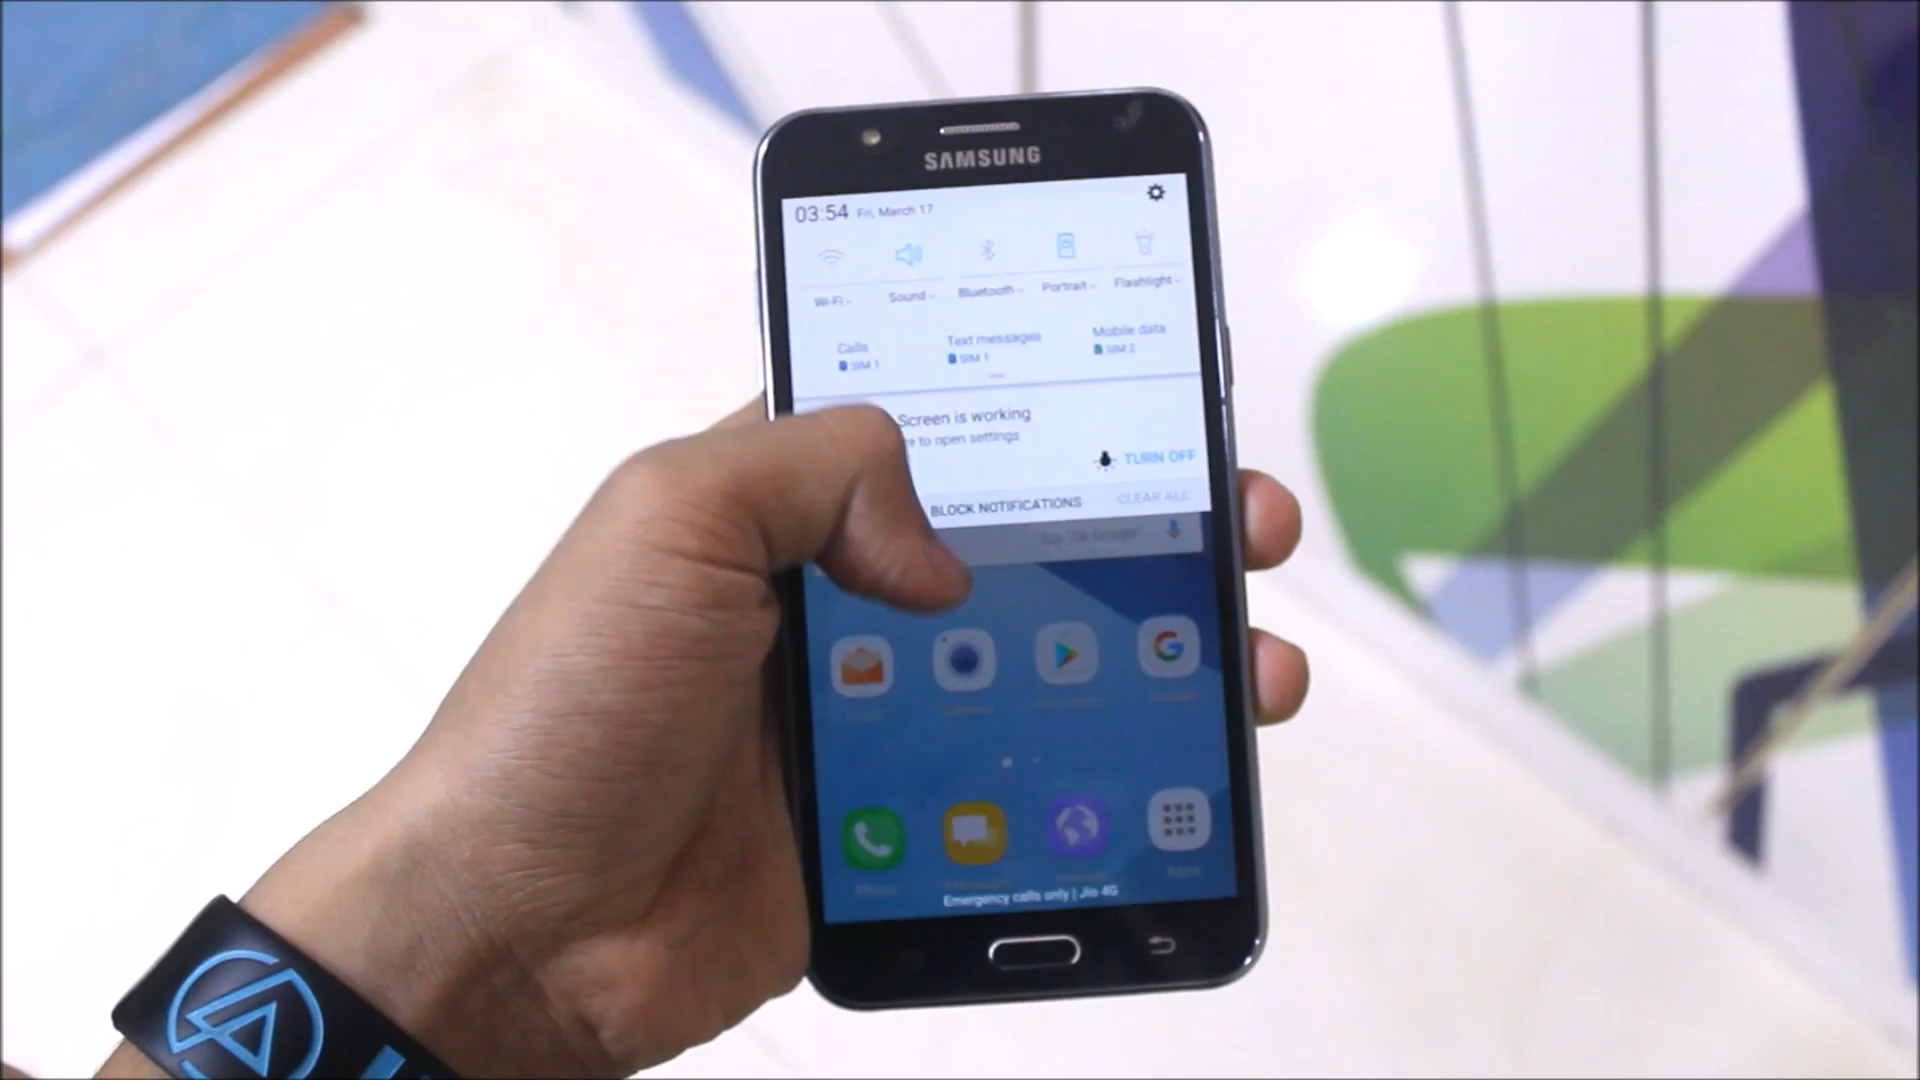 SAMSUNG
03:54 Fri, March 17
Wi-Fi Sound Bluetooth Portrait Flashlight
Calls Text messages Mobile data
SIM 1 SIM 1 SIM 2
Screen is working
to open settings
TURN OFF
BLOCK NOTIFICATIONS CLEAR ALL
Google
G
Apps
Emergency calls only | Jio 4G